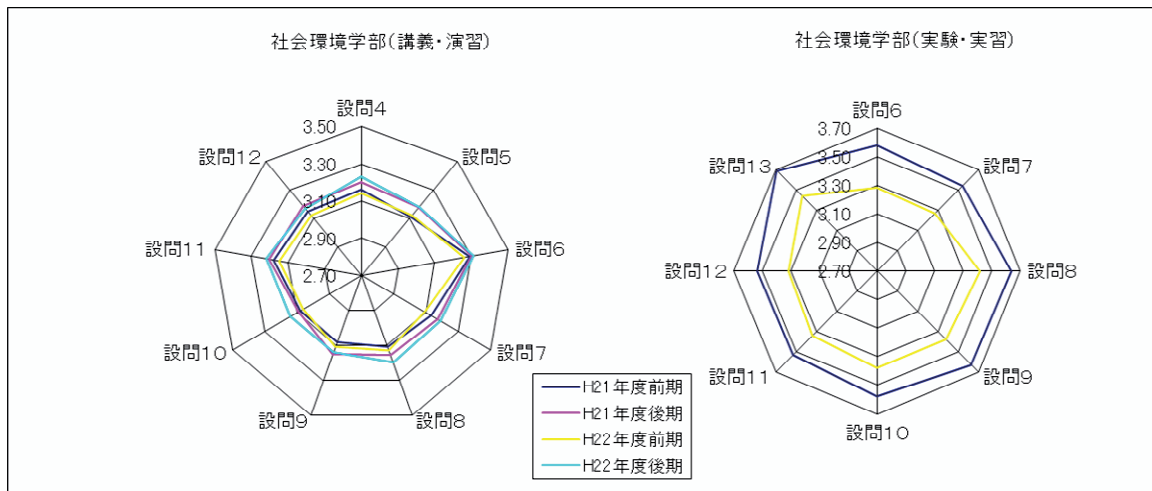 社会環境学部(講義・演習)
設問4
3.50
3.30
3.10
2.90
2.70
設問5
設問6
設問7
設問8
設問9
設問10
設問11
設問12
社会環境学部(実験・実習)
設問6
3.70
3.50
3.30
3.10
2.90
2.70
設問7
設問8
設問9
設問10
設問11
設問12
設問13
H21年度前期
H21年度後期
H22年度前期
H22年度後期